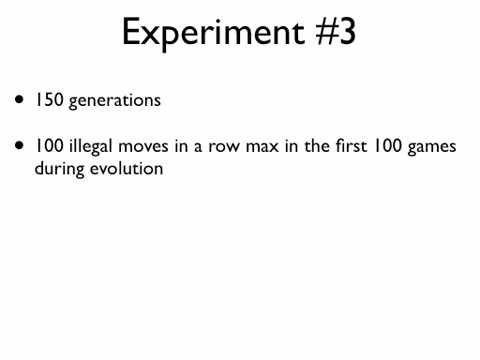 Experiment #3
• 150 generations
• 100 illegal moves in a row max in the first 100 games
during evolution